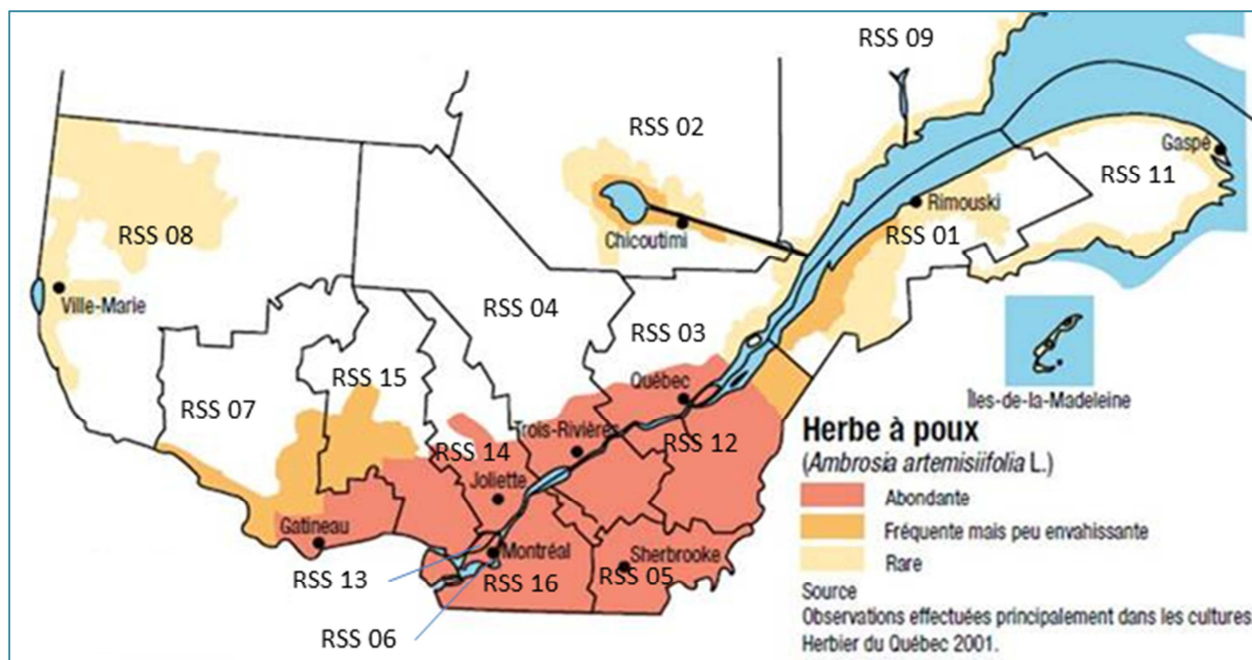 RSS 09
RSS 02
Gaspé
RSS 11
Rimouski
RSS 01
RSS 08
Chicoutimi
Ville-Marie
RSS 04
RSS 03
RSS 15
RSS 07
Québec
Îles-de-la-Madeleine
Trois-Rivières
RSS 12
RSS 14
Joliette
Gatineau
Montréal
Sherbrooke
RSS 13
RSS 16
RSS 05
RSS 06
Herbe à poux
(Ambrosia artemisiifolia L.)
Abondante
Fréquente mais peu envahissante
Rare
Source
Observations effectuées principalement dans les cultures
Herbier du Québec 2001.